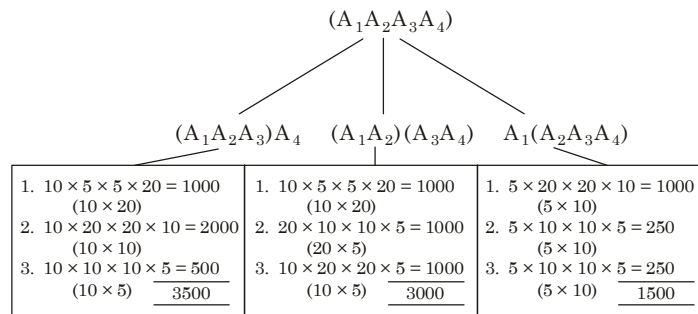 (A₁A₂A₃A₄)
(A₁A₂A₃)A₄ (A₁A₂)(A₃A₄) A₁(A₂A₃A₄)
1. 10 × 5 × 5 × 20 = 1000
(10 × 20)
2. 10 × 20 × 20 × 10 = 2000
(10 × 10)
3. 10 × 10 × 10 × 5 = 500
(10 × 5) 3500
1. 10 × 5 × 5 × 20 = 1000
(10 × 20)
2. 20 × 10 × 10 × 5 = 1000
(20 × 5)
3. 10 × 20 × 20 × 5 = 1000
(10 × 5) 3000
1. 5 × 20 × 20 × 10 = 1000
(5 × 10)
2. 5 × 10 × 10 × 5 = 250
(5 × 10)
3. 5 × 10 × 10 × 5 = 250
(5 × 10) 1500